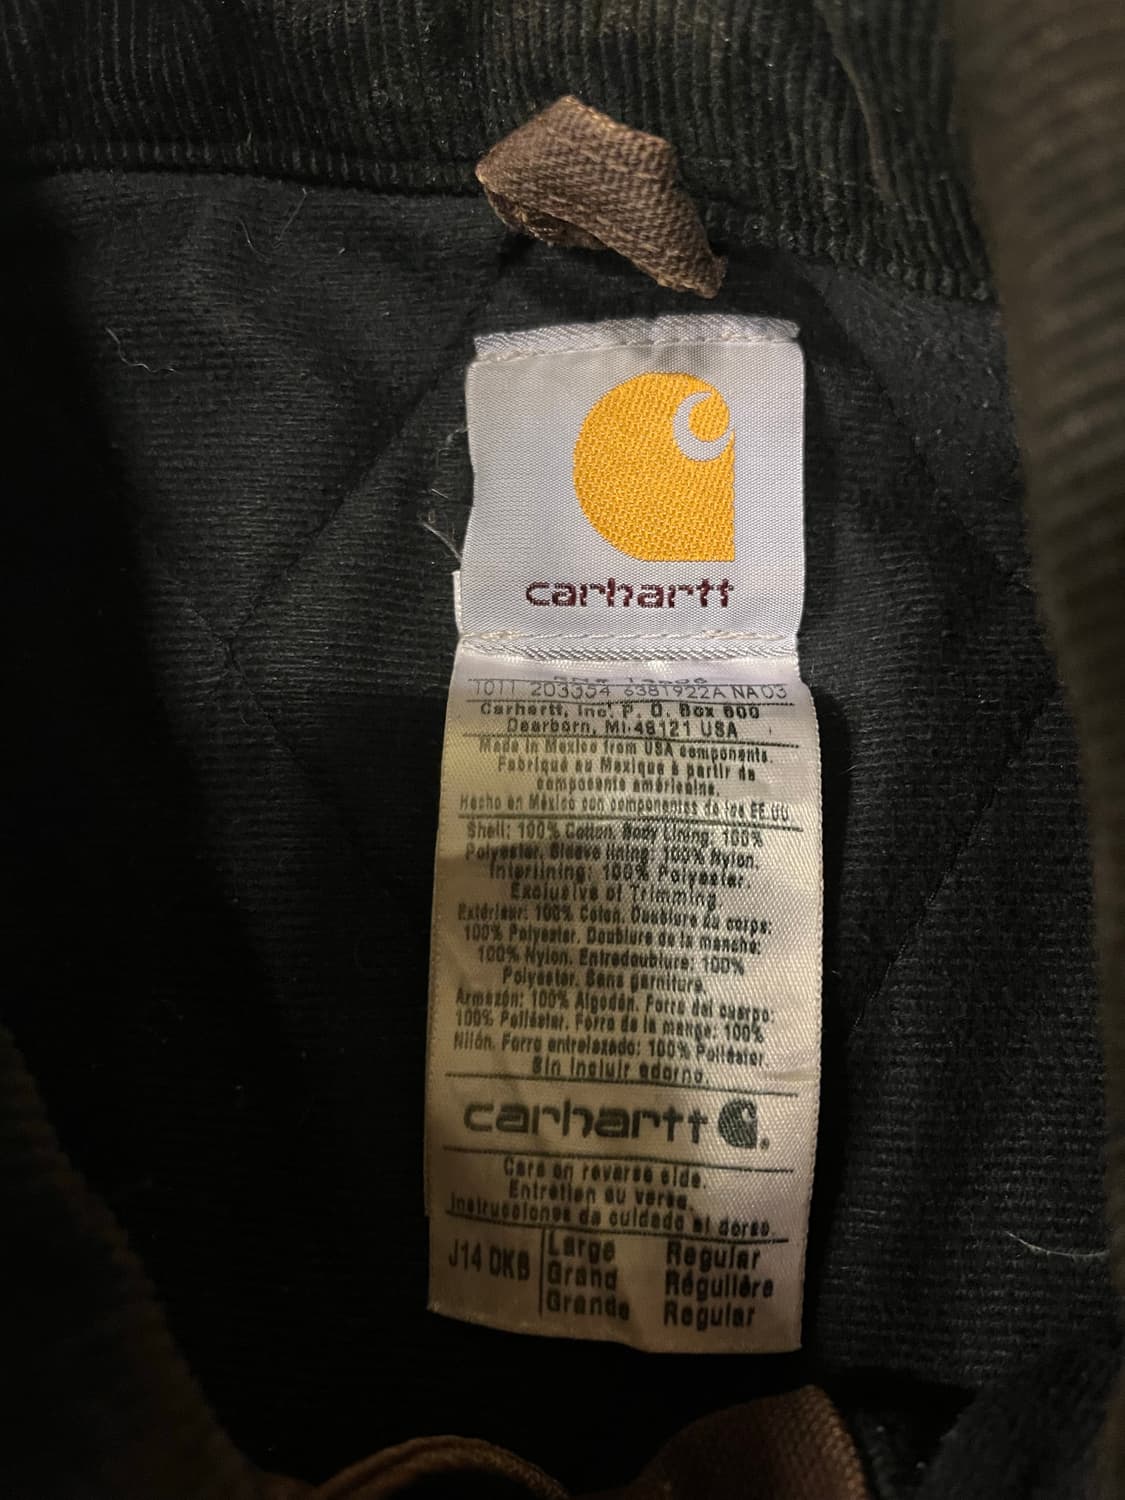 carhartt
RN# 14806
1011 203354 6381922A NA03
Carhartt, Inc. P. O. Box 600
Dearborn, MI 48121 USA
Made in Mexico from USA components.
Fabriqué au Mexique à partir de
composants américains.
Hecho en México con componentes de los EE.UU
Shell: 100% Cotton. Body Lining: 100%
Polyester. Sleeve lining: 100% Nylon.
Interlining: 100% Polyester.
Exclusive of Trimming
Extérieur: 100% Coton. Doublure du corps:
100% Polyester. Doublure de la manche:
100% Nylon. Entredoublure: 100%
Polyester. Sans garniture.
Armazón: 100% Algodón. Forro del cuerpo:
100% Poliéster. Forro de la manga: 100%
Nilón. Forro entrelazado: 100% Poliéster
Sin incluir adorno.
carhartt
Care on reverse side.
Entretien au verso.
Instrucciones de cuidado al dorso.
J14 DKB Large Regular
Grand Régulière
Grande Regular